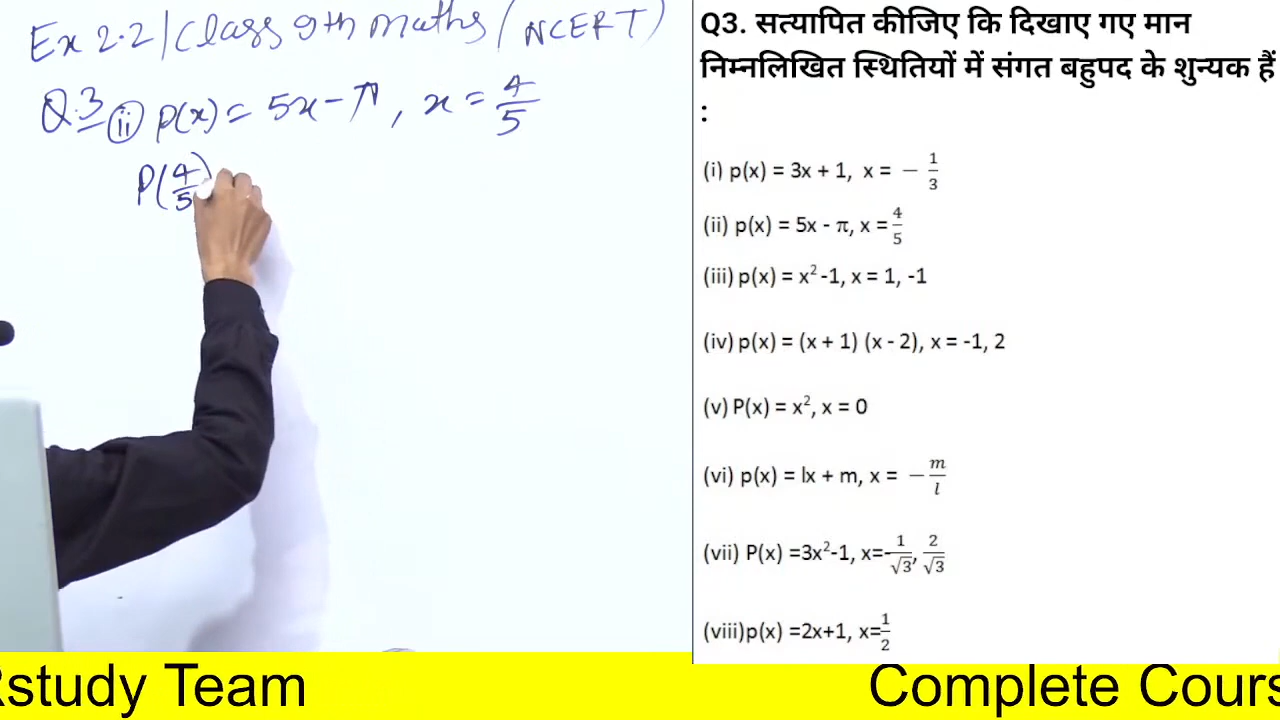 Ex 2.2 / Class 9th maths (NCERT)
Q.3 (ii) P(x) = 5x - π, x = 4/5
P(4/5)
Q3. सत्यापित कीजिए कि दिखाए गए मान
निम्नलिखित स्थितियों में संगत बहुपद के शुन्यक हैं
:
(i) p(x) = 3x + 1, x = - 1/3
(ii) p(x) = 5x - π, x = 4/5
(iii) p(x) = x²-1, x = 1, -1
(iv) p(x) = (x + 1) (x - 2), x = -1, 2
(v) P(x) = x², x = 0
(vi) p(x) = lx + m, x = - m/l
(vii) P(x) =3x²-1, x=-1/√3, 2/√3
(viii)p(x) =2x+1, x=1/2
Rstudy Team
Complete Cours